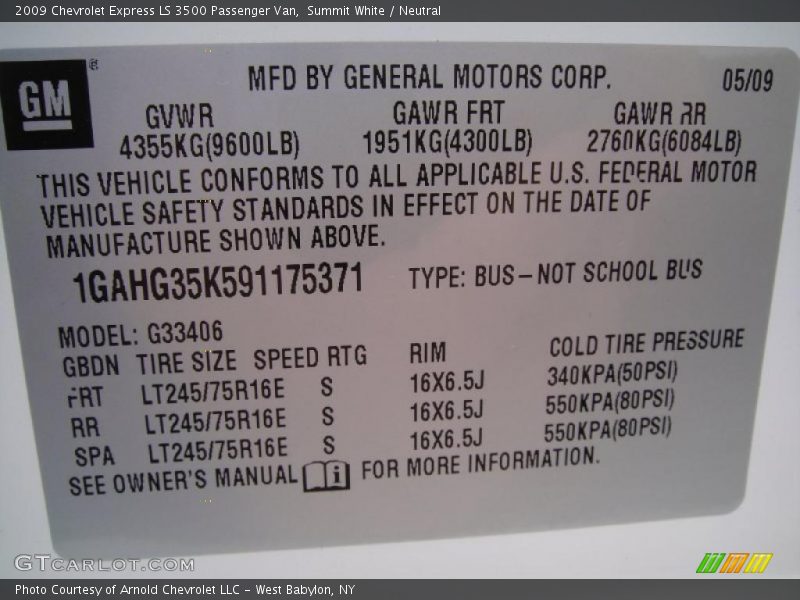 2009 Chevrolet Express LS 3500 Passenger Van, Summit White / Neutral
GM®
MFD BY GENERAL MOTORS CORP. 05/09
GVWR GAWR FRT GAWR RR
4355KG(9600LB) 1951KG(4300LB) 2760KG(6084LB)
THIS VEHICLE CONFORMS TO ALL APPLICABLE U.S. FEDERAL MOTOR
VEHICLE SAFETY STANDARDS IN EFFECT ON THE DATE OF
MANUFACTURE SHOWN ABOVE.
1GAHG35K591175371 TYPE: BUS–NOT SCHOOL BUS
MODEL: G33406
GBDN TIRE SIZE SPEED RTG RIM COLD TIRE PRESSURE
FRT LT245/75R16E S 16X6.5J 340KPA(50PSI)
RR LT245/75R16E S 16X6.5J 550KPA(80PSI)
SPA LT245/75R16E S 16X6.5J 550KPA(80PSI)
SEE OWNER'S MANUAL i FOR MORE INFORMATION.
GTCARLOT.COM
Photo Courtesy of Arnold Chevrolet LLC – West Babylon, NY